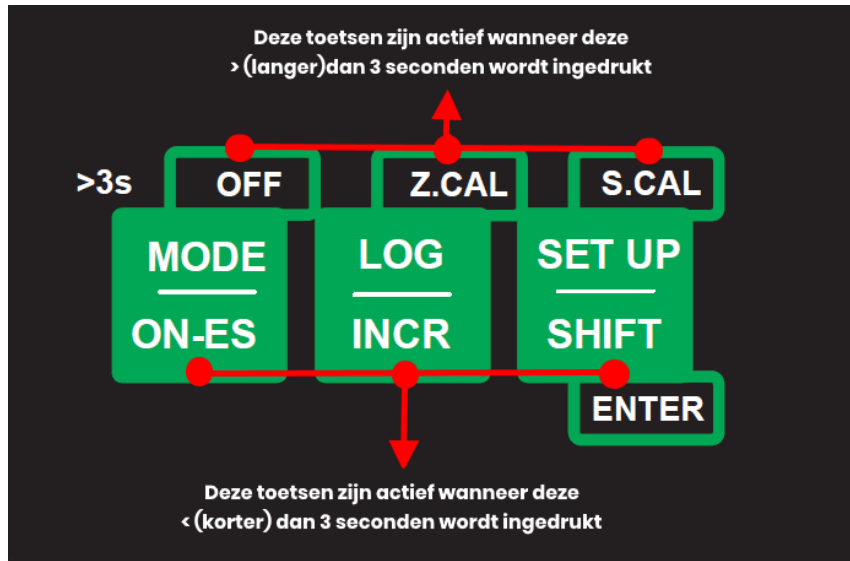 Deze toetsen zijn actief wanneer deze
> (langer)dan 3 seconden wordt ingedrukt
>3s OFF Z.CAL S.CAL
MODE LOG SET UP
ON-ES INCR SHIFT
ENTER
Deze toetsen zijn actief wanneer deze
< (korter) dan 3 seconden wordt ingedrukt